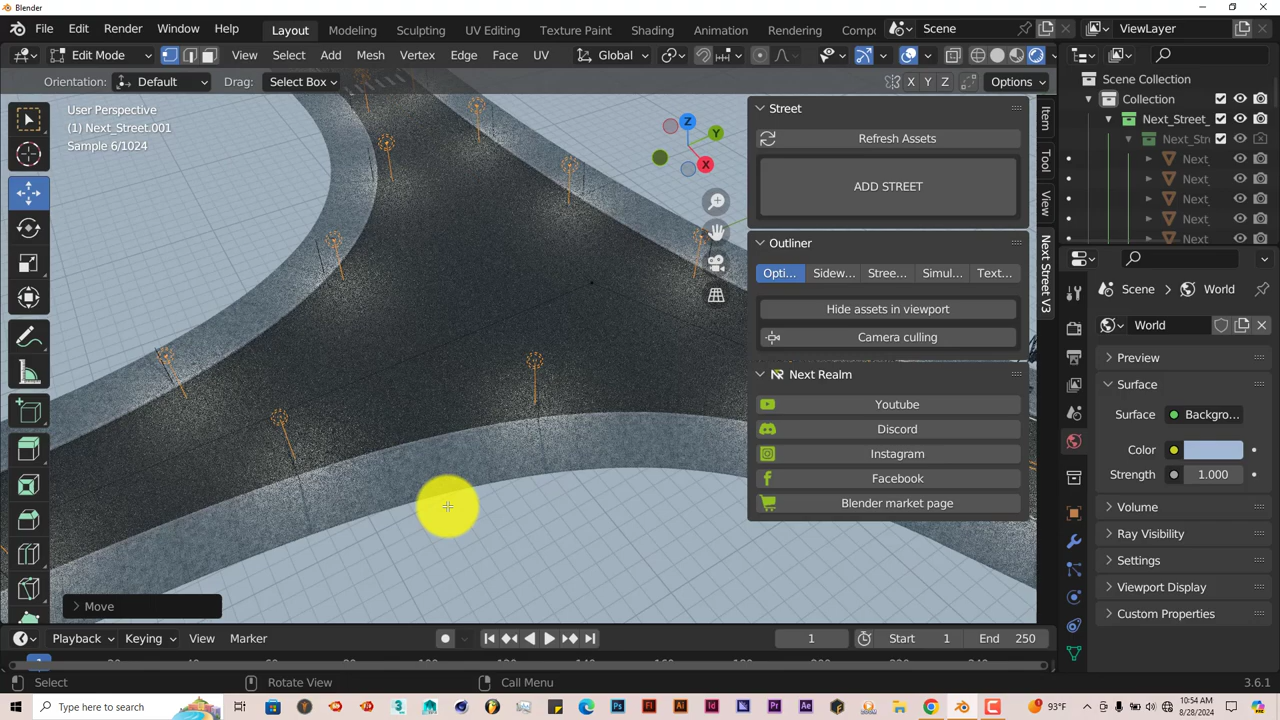 Blender
File Edit Render Window Help Layout Modeling Sculpting UV Editing Texture Paint Shading Animation Rendering Comp Scene ViewLayer
Edit Mode View Select Add Mesh Vertex Edge Face UV Global
Orientation: Default Drag: Select Box X Y Z Options
User Perspective
(1) Next_Street.001
Sample 6/1024
Z
Y
X
Street
Refresh Assets
ADD STREET
Outliner
Opti... Sidew... Stree... Simul... Text...
Hide assets in viewport
Camera culling
Next Realm
Youtube
Discord
Instagram
Facebook
Blender market page
Item
Tool
View
Next Street V3
Scene Collection
Collection
Next_Street_
Next_Str
Next_
Next_
Next_
Next_
Next_
Scene World
World
Preview
Surface
Surface Backgro...
Color
Strength 1.000
Volume
Ray Visibility
Settings
Viewport Display
Custom Properties
Move
Playback Keying View Marker 1 Start 1 End 250
Select Rotate View Call Menu 3.6.1
Type here to search 93°F 10:54 AM 8/28/2024